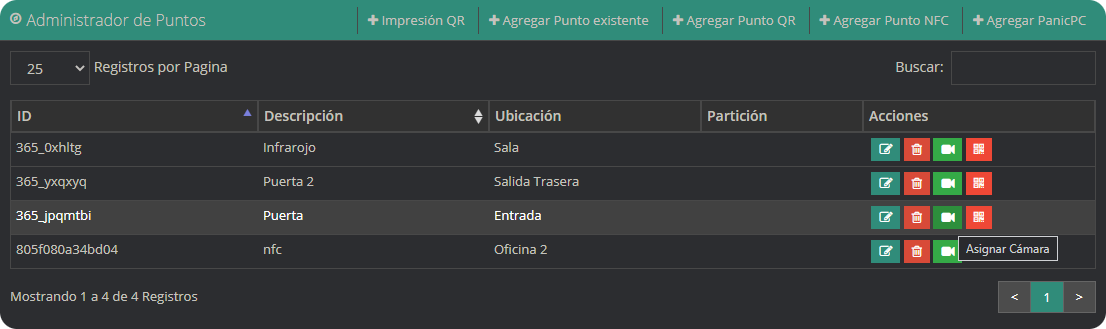 Administrador de Puntos
Impresión QR
Agregar Punto existente
Agregar Punto QR
Agregar Punto NFC
Agregar PanicPC
25 Registros por Pagina
Buscar:
ID Descripción Ubicación Partición Acciones
365_0xhltg Infrarojo Sala
365_yxqxyq Puerta 2 Salida Trasera
365_jpqmtbi Puerta Entrada
805f080a34bd04 nfc Oficina 2
Asignar Cámara
Mostrando 1 a 4 de 4 Registros
< 1 >